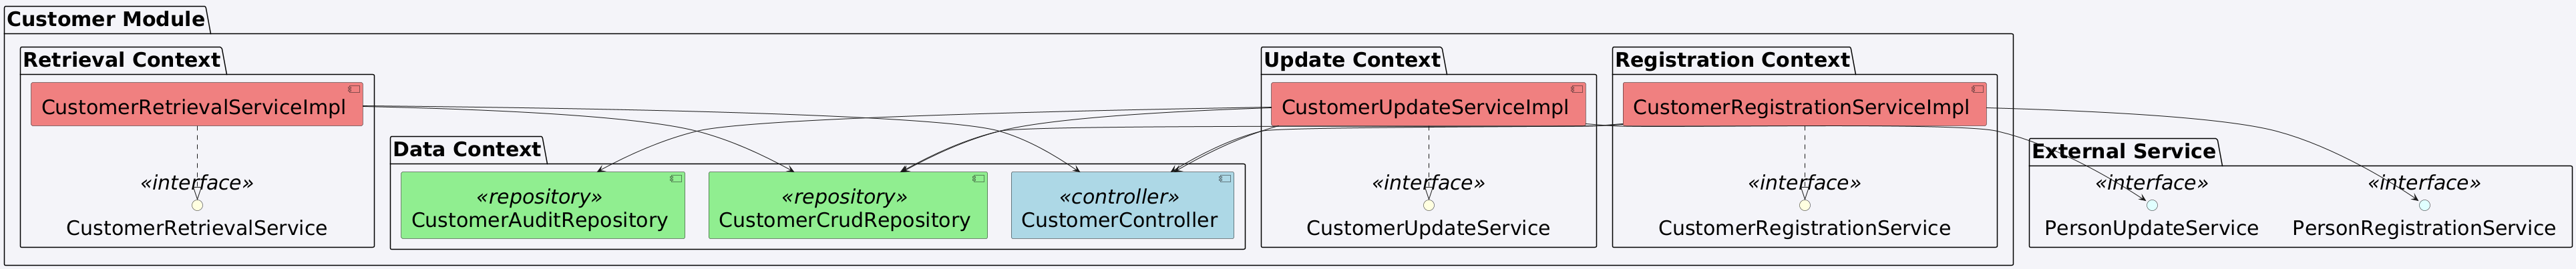 Customer Module
Retrieval Context
CustomerRetrievalServiceImpl
«interface»
CustomerRetrievalService
Data Context
«repository»
CustomerAuditRepository
«repository»
CustomerCrudRepository
«controller»
CustomerController
Update Context
CustomerUpdateServiceImpl
«interface»
CustomerUpdateService
Registration Context
CustomerRegistrationServiceImpl
«interface»
CustomerRegistrationService
External Service
«interface»
PersonUpdateService
«interface»
PersonRegistrationService